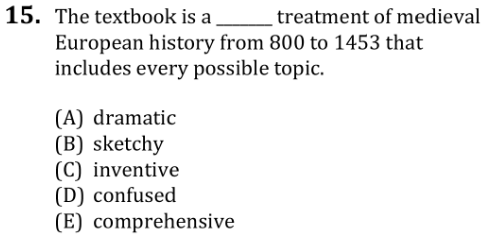 15. The textbook is a _______ treatment of medieval
European history from 800 to 1453 that
includes every possible topic.
(A) dramatic
(B) sketchy
(C) inventive
(D) confused
(E) comprehensive